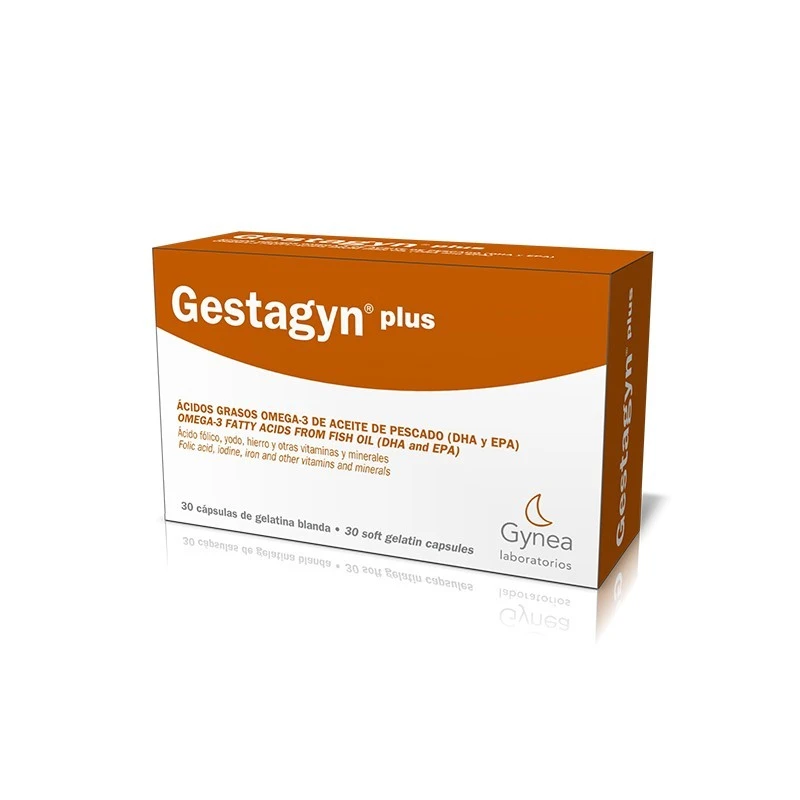 Gestagyn® plus
Gestagyn® plus
ÁCIDOS GRASOS OMEGA-3 DE ACEITE DE PESCADO (DHA y EPA)
OMEGA-3 FATTY ACIDS FROM FISH OIL (DHA and EPA)
Ácido fólico, yodo, hierro y otras vitaminas y minerales
Folic acid, iodine, iron and other vitamins and minerals
30 cápsulas de gelatina blanda • 30 soft gelatin capsules
Gynea
laboratorios
Gestagyn® plus